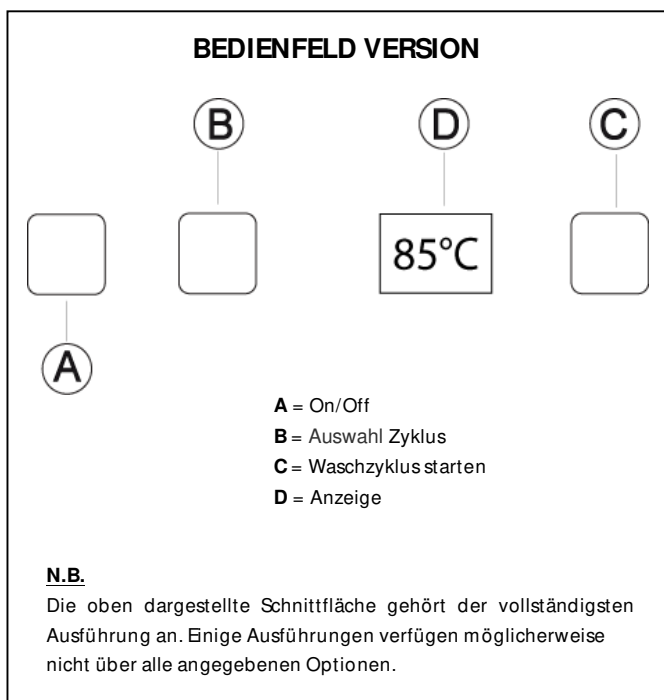 BEDIENFELD VERSION
B
D
C
85°C
A
A = On/Off
B = Auswahl Zyklus
C = Waschzyklus starten
D = Anzeige
N.B.
Die oben dargestellte Schnittfläche gehört der vollständigsten
Ausführung an. Einige Ausführungen verfügen möglicherweise
nicht über alle angegebenen Optionen.